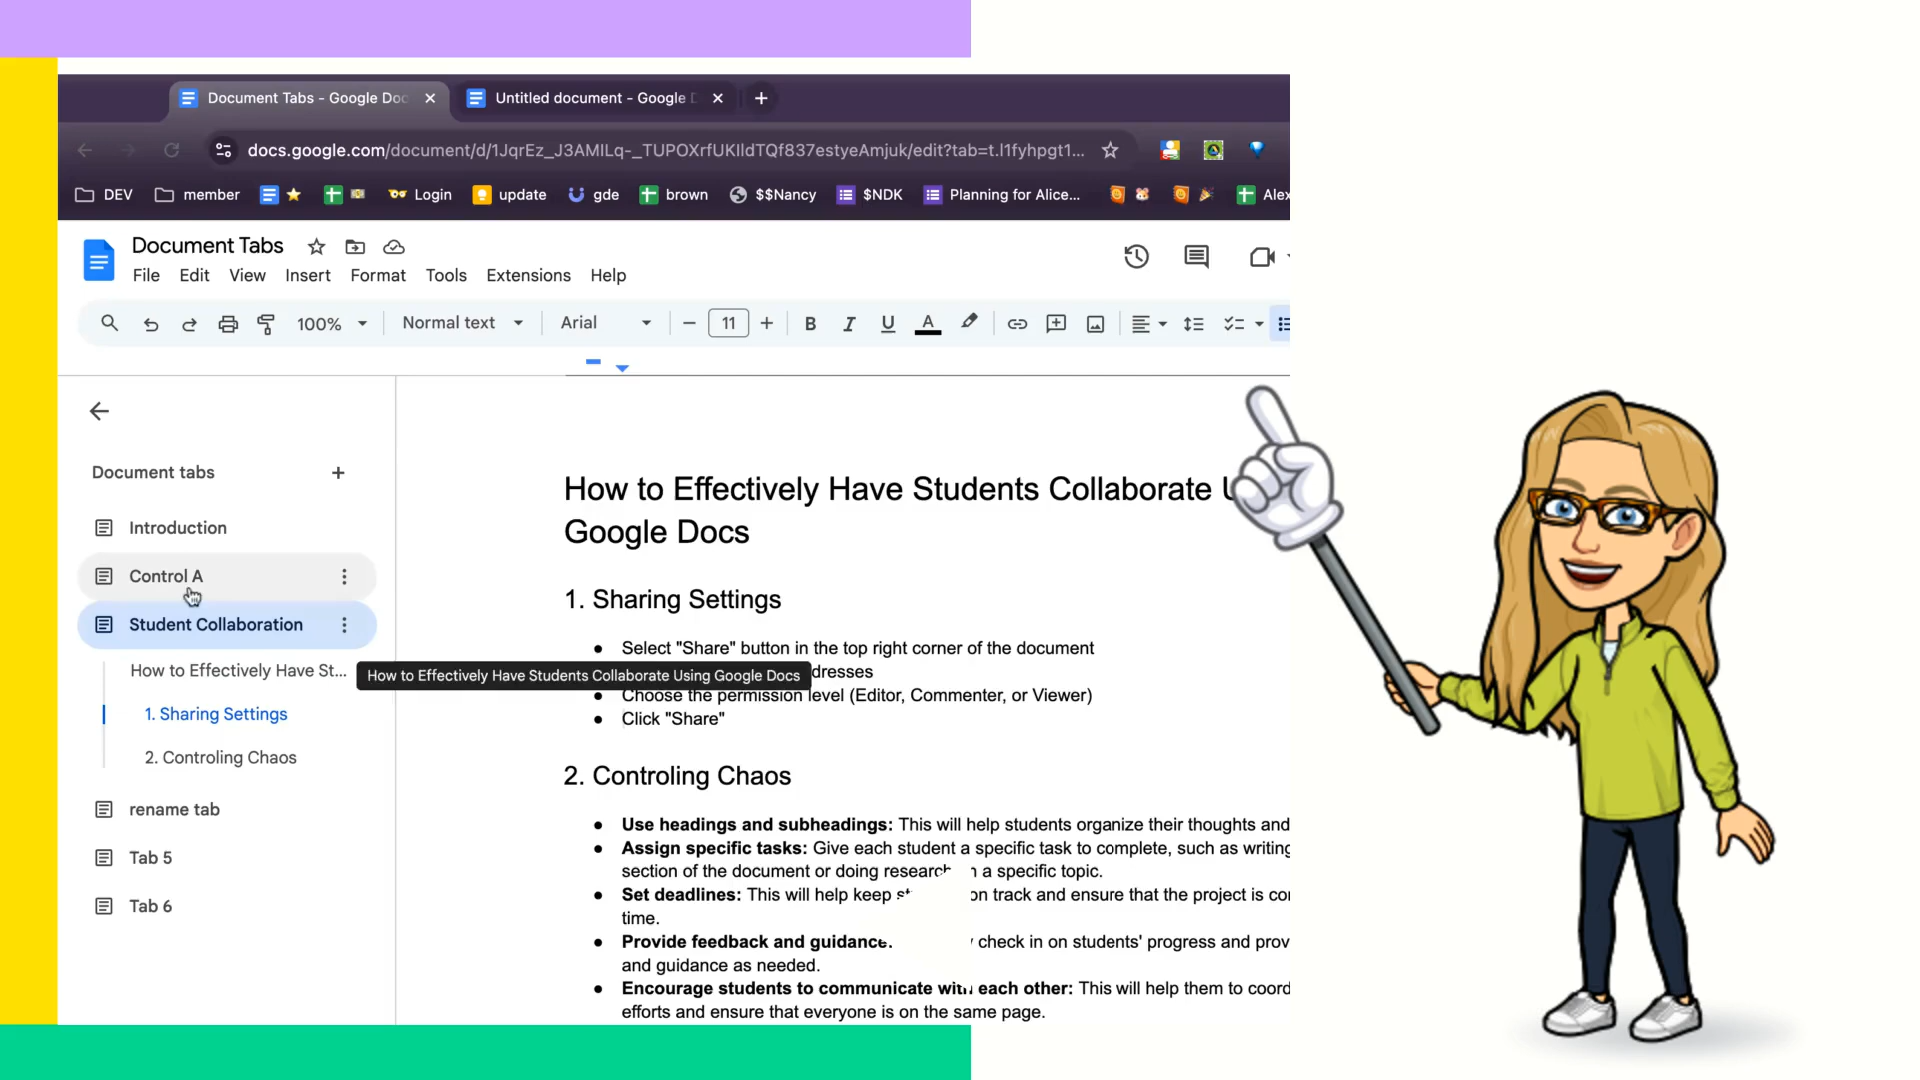 Document Tabs - Google Doc
Untitled document - Google D
docs.google.com/document/d/1JqrEz_J3AMILq-_TUPOXrfUKIldTQf837estyeAmjuk/edit?tab=t.l1fyhpgt1...
DEV member Login update gde brown $$Nancy $NDK Planning for Alice... Alex
Document Tabs
File Edit View Insert Format Tools Extensions Help
100% Normal text Arial 11 B I U A
Document tabs
Introduction
Control A
Student Collaboration
How to Effectively Have St...
1. Sharing Settings
2. Controling Chaos
rename tab
Tab 5
Tab 6
How to Effectively Have Students Collaborate Using Google Docs
How to Effectively Have Students Collaborate
Google Docs
1. Sharing Settings
● Select "Share" button in the top right corner of the document
dresses
● Choose the permission level (Editor, Commenter, or Viewer)
● Click "Share"
2. Controling Chaos
● Use headings and subheadings: This will help students organize their thoughts and
● Assign specific tasks: Give each student a specific task to complete, such as writing
section of the document or doing research a specific topic.
● Set deadlines: This will help keep on track and ensure that the project is
time.
● Provide feedback and guidance. check in on students' progress and
and guidance as needed.
● Encourage students to communicate with each other: This will help them to
efforts and ensure that everyone is on the same page.